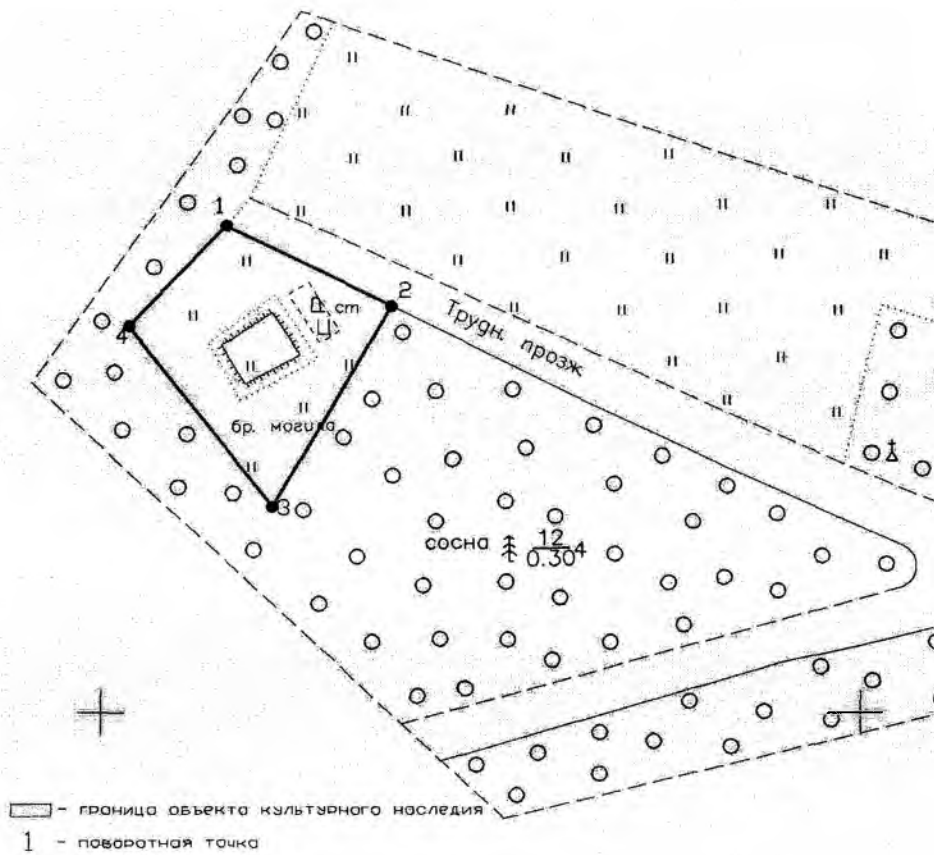 1
2
ст
Трудн. прозж
4
бр. могила
3
сосна 12 4
0.30
- граница объекта культурного наследия
1 - поворотная точка